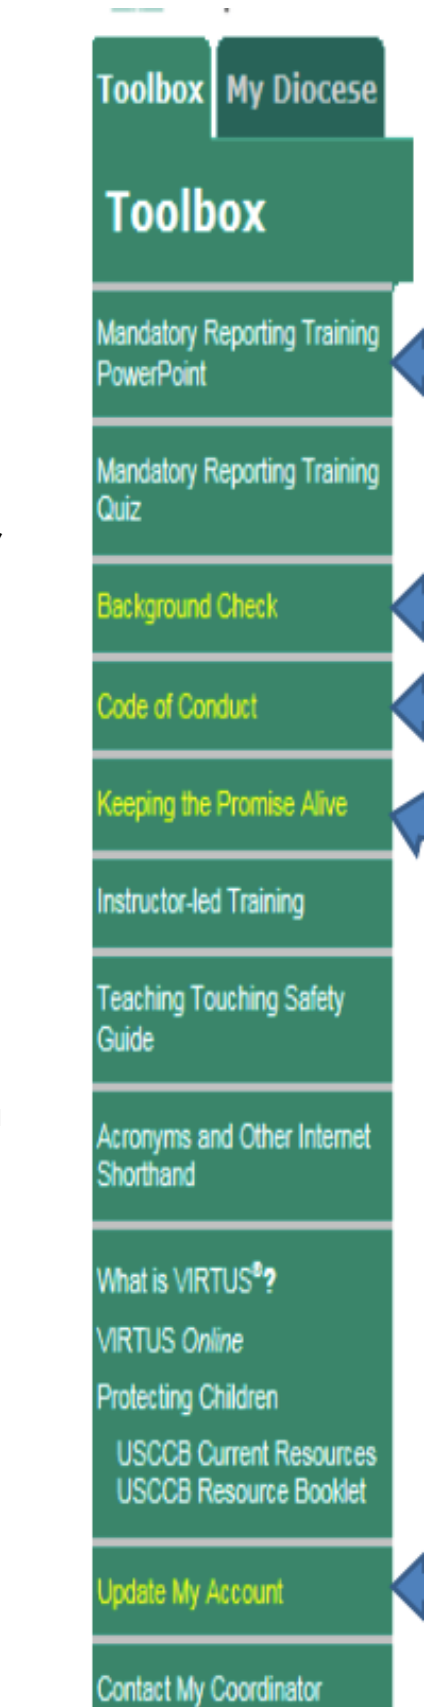 Toolbox My Diocese
Toolbox
Mandatory Reporting Training
PowerPoint
Mandatory Reporting Training
Quiz
Background Check
Code of Conduct
Keeping the Promise Alive
Instructor-led Training
Teaching Touching Safety
Guide
Acronyms and Other Internet
Shorthand
What is VIRTUS®?
VIRTUS Online
Protecting Children
USCCB Current Resources
USCCB Resource Booklet
Update My Account
Contact My Coordinator